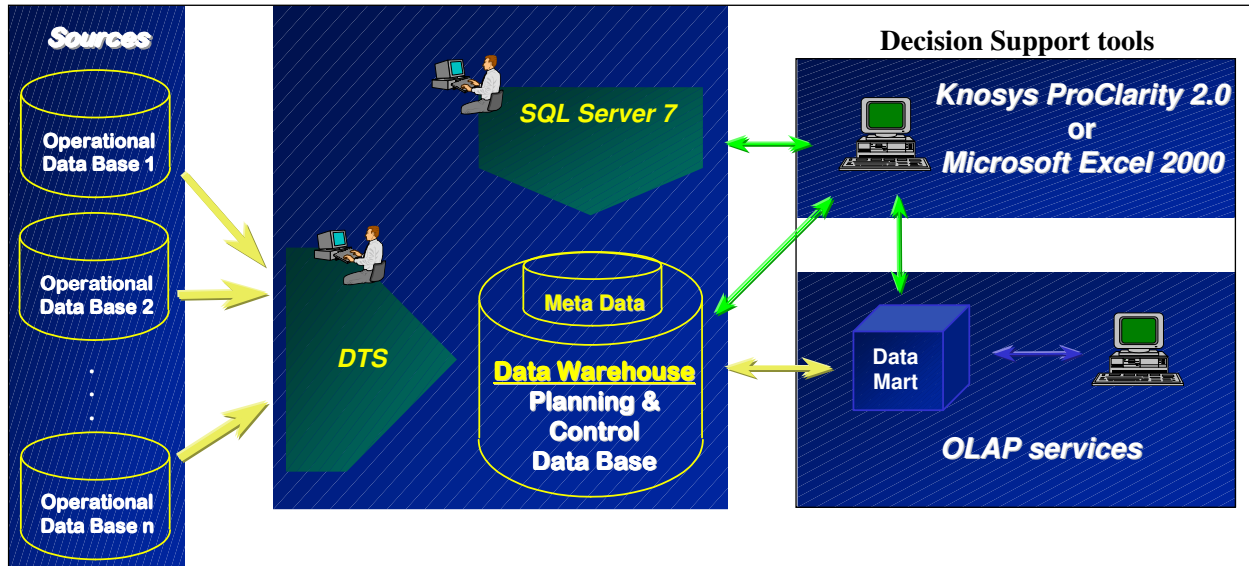 Sources
Operational
Data Base 1
Operational
Data Base 2
.
.
.
Operational
Data Base n
SQL Server 7
DTS
Meta Data
Data Warehouse
Planning &
Control
Data Base
Decision Support tools
Knosys ProClarity 2.0
or
Microsoft Excel 2000
Data
Mart
OLAP services